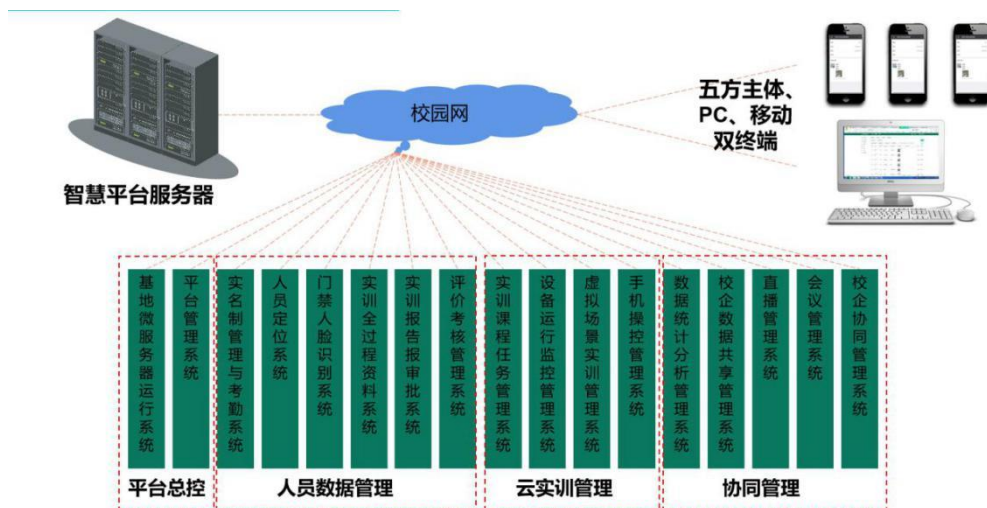 校园网
五方主体、
PC、移动
双终端
智慧平台服务器
基地微服务器运行系统
平台管理系统
实名制管理与考勤系统
人员定位系统
门禁人脸识别系统
实训全过程资料系统
实训报告报审批系统
评价考核管理系统
实训课程任务管理系统
设备运行监控管理系统
虚拟场景实训管理系统
手机操控管理系统
数据统计分析管理系统
校企数据共享管理系统
直播管理系统
会议管理系统
校企协同管理系统
平台总控
人员数据管理
云实训管理
协同管理